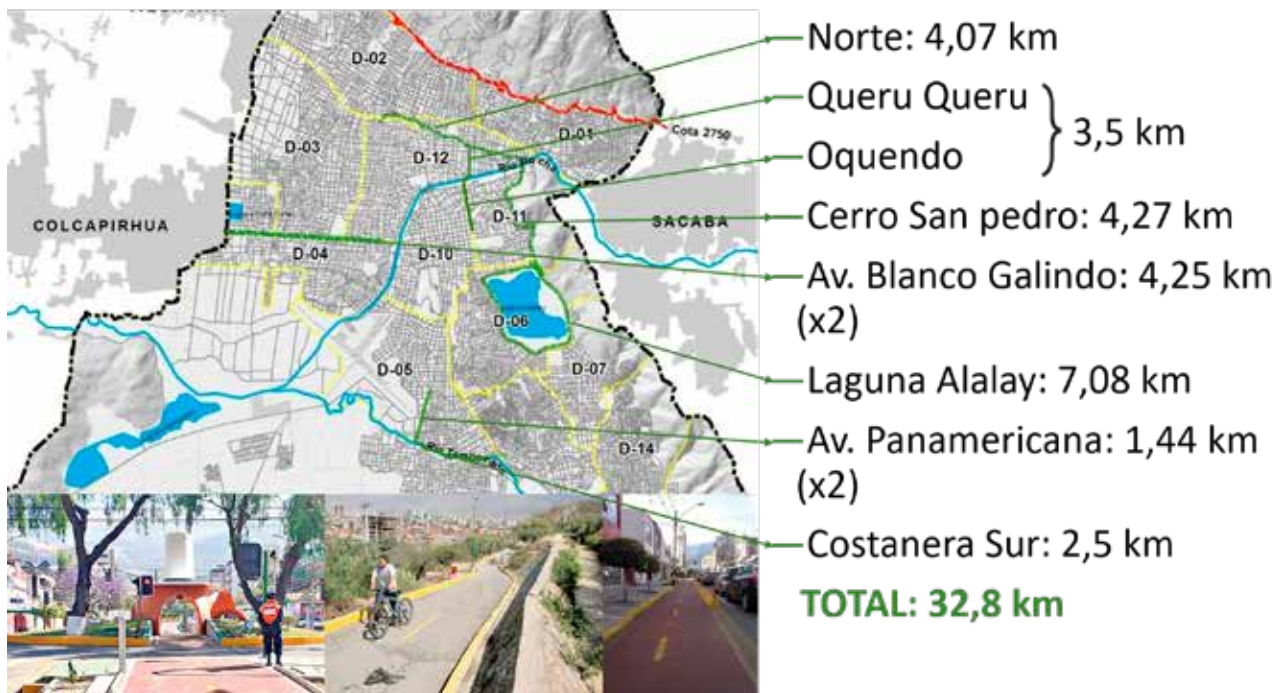 Norte: 4,07 km
Queru Queru
3,5 km
Oquendo
Cerro San pedro: 4,27 km
Av. Blanco Galindo: 4,25 km
(x2)
Laguna Alalay: 7,08 km
Av. Panamericana: 1,44 km
(x2)
Costanera Sur: 2,5 km
TOTAL: 32,8 km
D-02
D-01
Cota 2750
D-03
D-12
D-11
COLCAPIRHUA
SACABA
D-04
D-10
D-06
D-05
D-07
D-14